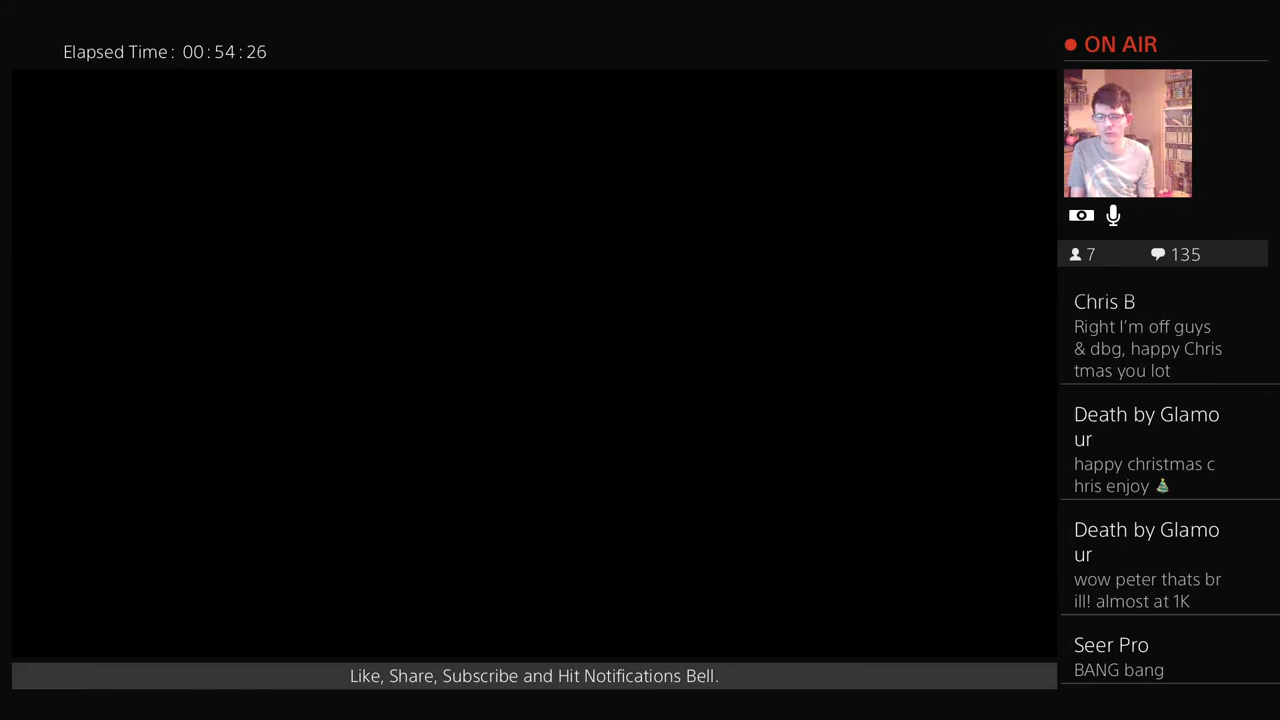 Elapsed Time: 00:54:26
ON AIR
7 135
Chris B
Right I'm off guys
& dbg, happy Chris
tmas you lot
Death by Glamo
ur
happy christmas c
hris enjoy 🎄
Death by Glamo
ur
wow peter thats br
ill! almost at 1K
Seer Pro
BANG bang
Like, Share, Subscribe and Hit Notifications Bell.